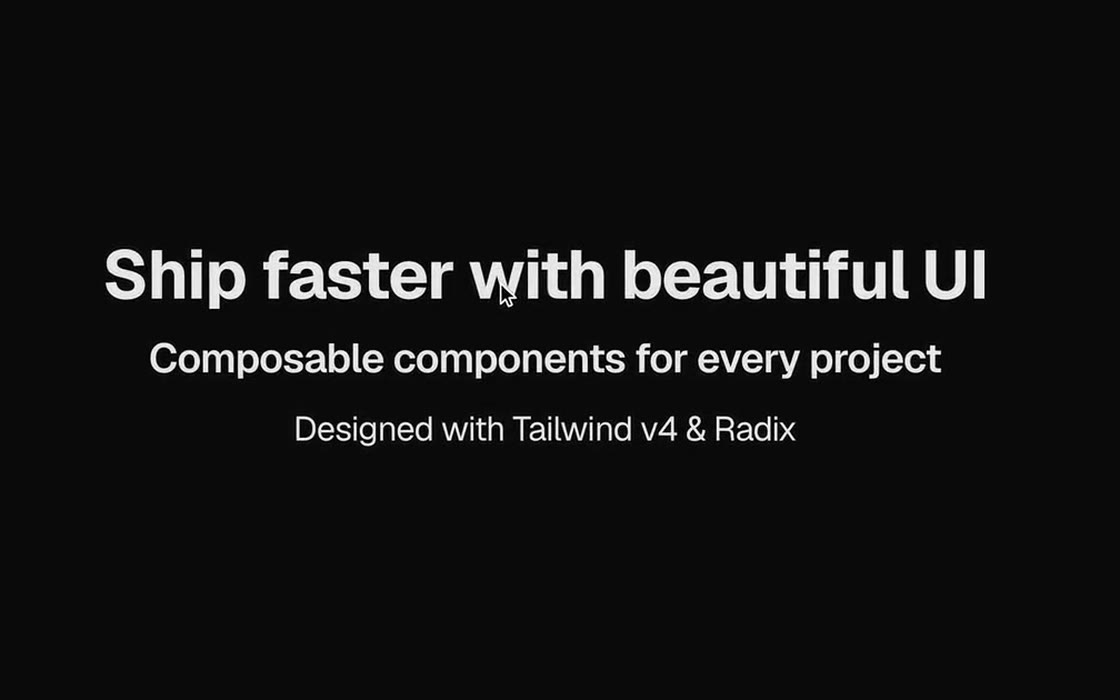 Ship faster with beautiful UI
Composable components for every project
Designed with Tailwind v4 & Radix